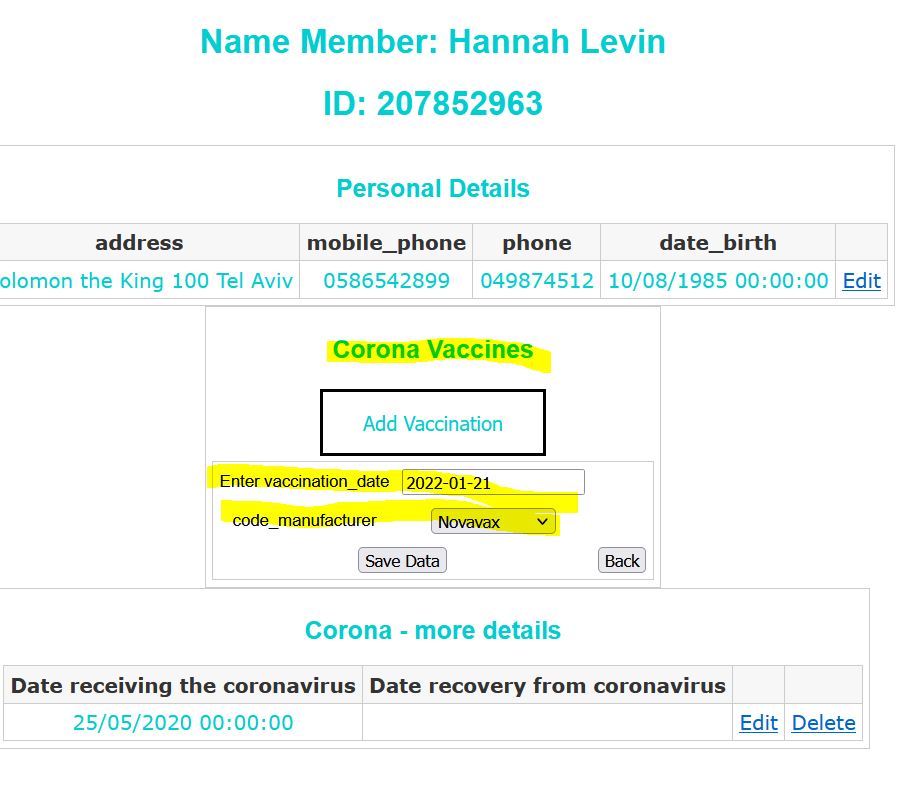 Name Member: Hannah Levin
ID: 207852963
Personal Details
address mobile_phone phone date_birth
olomon the King 100 Tel Aviv 0586542899 049874512 10/08/1985 00:00:00 Edit
Corona Vaccines
Add Vaccination
Enter vaccination_date 2022-01-21
code_manufacturer Novavax
Save Data Back
Corona - more details
Date receiving the coronavirus Date recovery from coronavirus
25/05/2020 00:00:00 Edit Delete